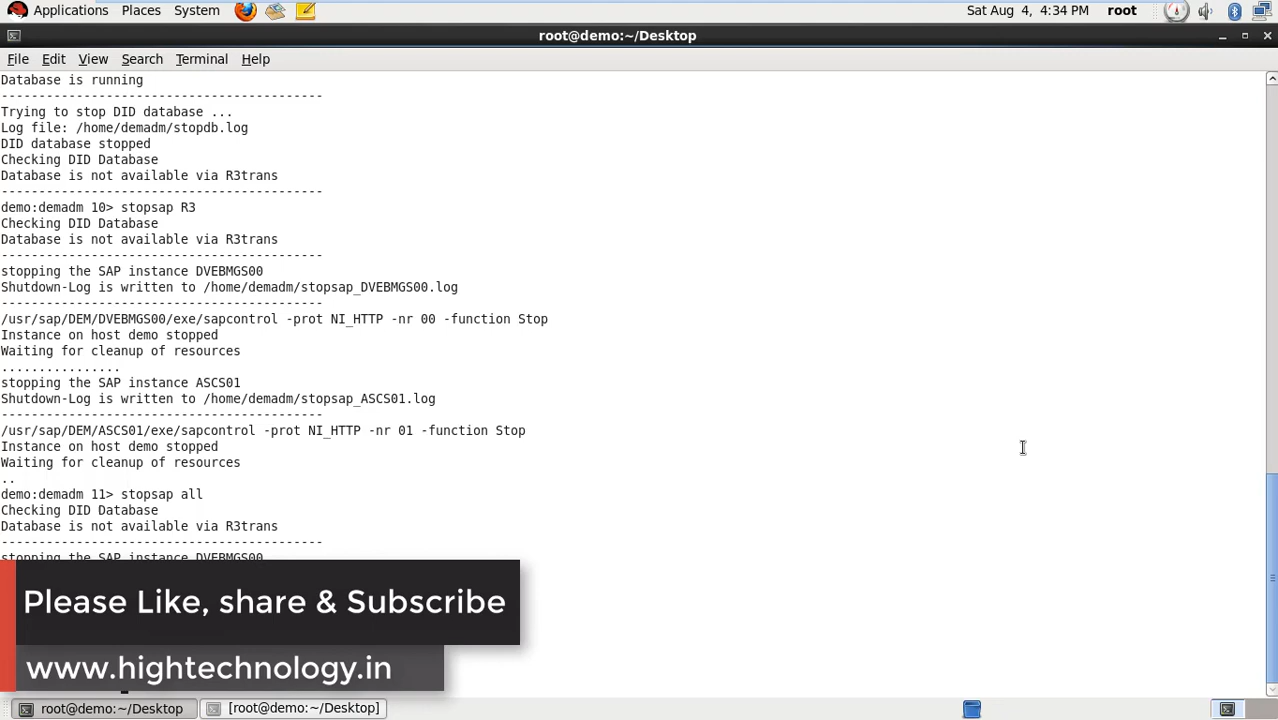 Applications Places System Sat Aug 4, 4:34 PM root
root@demo:~/Desktop
File Edit View Search Terminal Help
Database is running
-------------------------------------------
Trying to stop DID database ...
Log file: /home/demadm/stopdb.log
DID database stopped
Checking DID Database
Database is not available via R3trans
-------------------------------------------
demo:demadm 10> stopsap R3
Checking DID Database
Database is not available via R3trans
-------------------------------------------
stopping the SAP instance DVEBMGS00
Shutdown-Log is written to /home/demadm/stopsap_DVEBMGS00.log
-------------------------------------------
/usr/sap/DEM/DVEBMGS00/exe/sapcontrol -prot NI_HTTP -nr 00 -function Stop
Instance on host demo stopped
Waiting for cleanup of resources
................
stopping the SAP instance ASCS01
Shutdown-Log is written to /home/demadm/stopsap_ASCS01.log
-------------------------------------------
/usr/sap/DEM/ASCS01/exe/sapcontrol -prot NI_HTTP -nr 01 -function Stop
Instance on host demo stopped
Waiting for cleanup of resources
..
demo:demadm 11> stopsap all
Checking DID Database
Database is not available via R3trans
-------------------------------------------
stopping the SAP instance DVEBMGS00
Please Like, share & Subscribe
www.hightechnology.in
root@demo:~/Desktop [root@demo:~/Desktop]